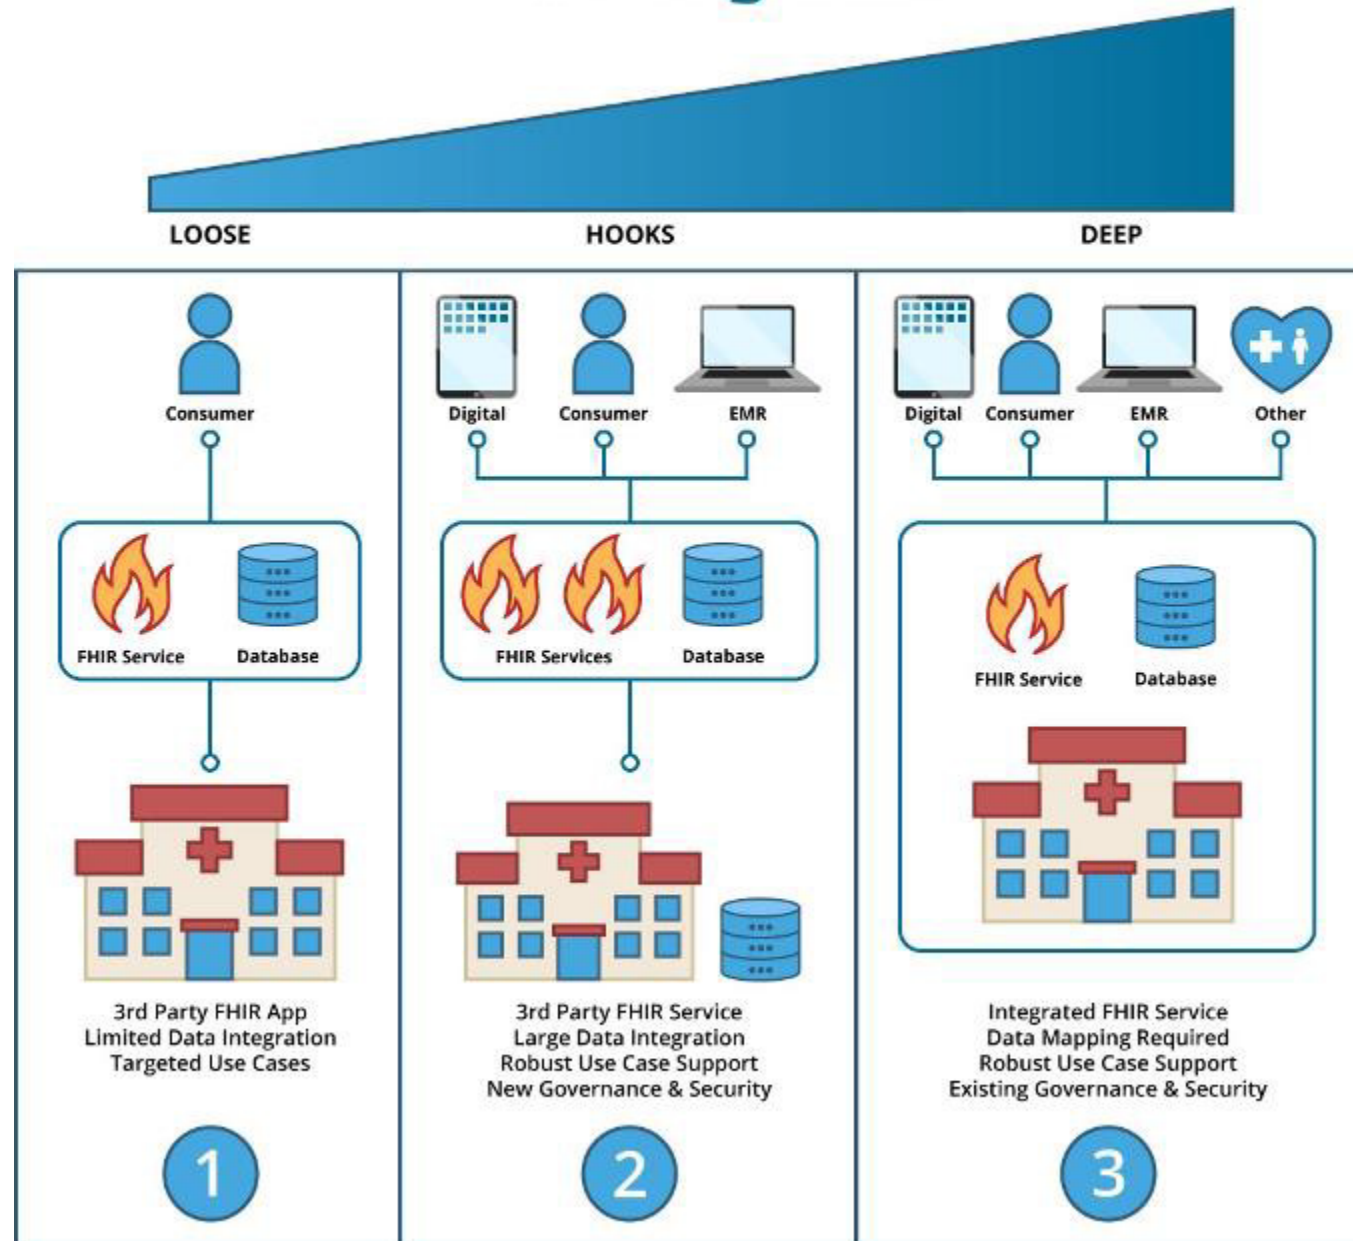 LOOSE
HOOKS
DEEP
Consumer
FHIR Service
Database
3rd Party FHIR App
Limited Data Integration
Targeted Use Cases
1
Digital
Consumer
EMR
FHIR Services
Database
3rd Party FHIR Service
Large Data Integration
Robust Use Case Support
New Governance & Security
2
Digital
Consumer
EMR
Other
FHIR Service
Database
Integrated FHIR Service
Data Mapping Required
Robust Use Case Support
Existing Governance & Security
3